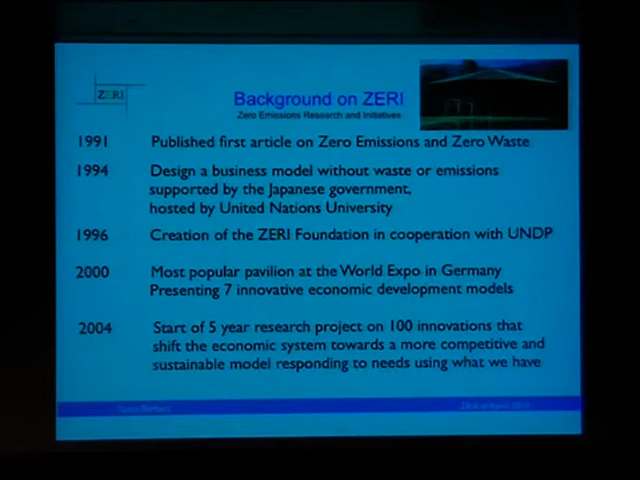 ZERI
Background on ZERI
Zero Emissions Research and Initiatives
1991 Published first article on Zero Emissions and Zero Waste
1994 Design a business model without waste or emissions
supported by the Japanese government,
hosted by United Nations University
1996 Creation of the ZERI Foundation in cooperation with UNDP
2000 Most popular pavilion at the World Expo in Germany
Presenting 7 innovative economic development models
2004 Start of 5 year research project on 100 innovations that
shift the economic system towards a more competitive and
sustainable model responding to needs using what we have